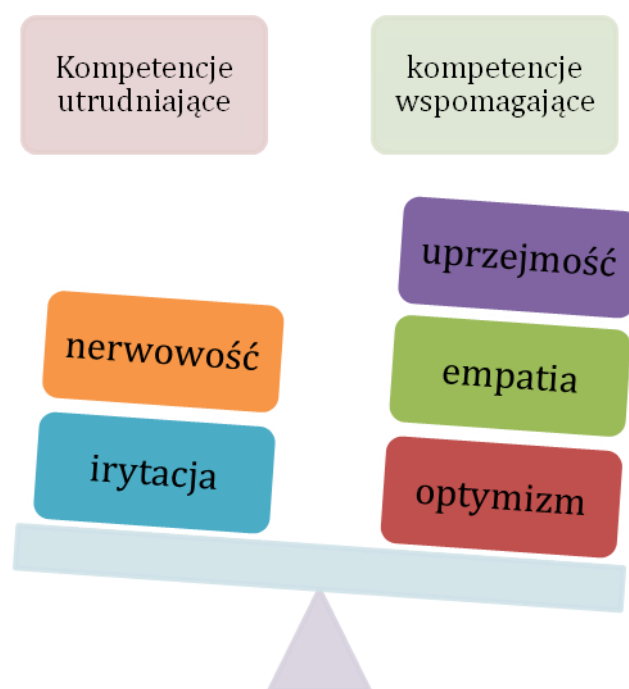 Kompetencje
utrudniające
kompetencje
wspomagające
uprzejmość
nerwowość
empatia
irytacja
optymizm